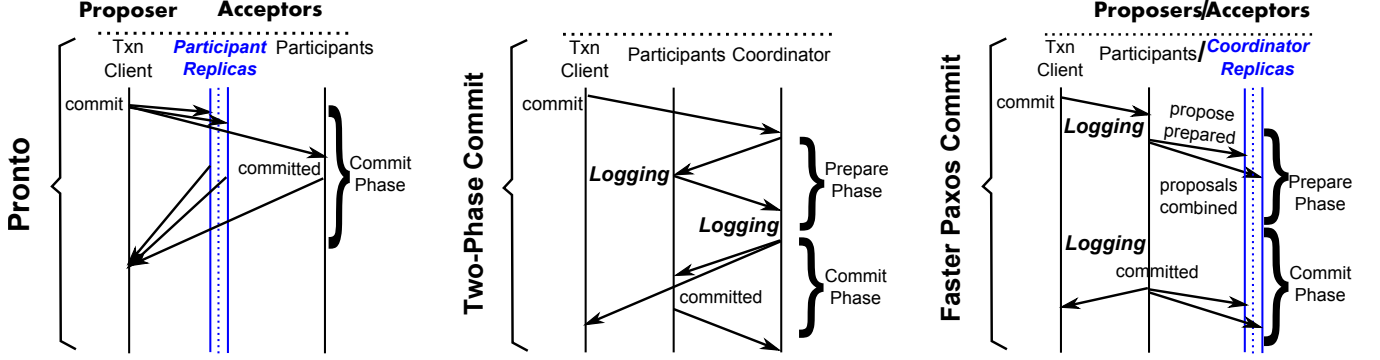 Proposer Acceptors
Txn
Client
Participant
Replicas
Participants
Pronto
commit
committed
Commit
Phase
Txn
Client
Participants Coordinator
Two-Phase Commit
commit
Logging
Prepare
Phase
Logging
committed
Commit
Phase
Proposers/Acceptors
Txn
Client
Participants/Coordinator
Replicas
Faster Paxos Commit
commit
Logging
propose
prepared
proposals
combined
Prepare
Phase
Logging
committed
Commit
Phase